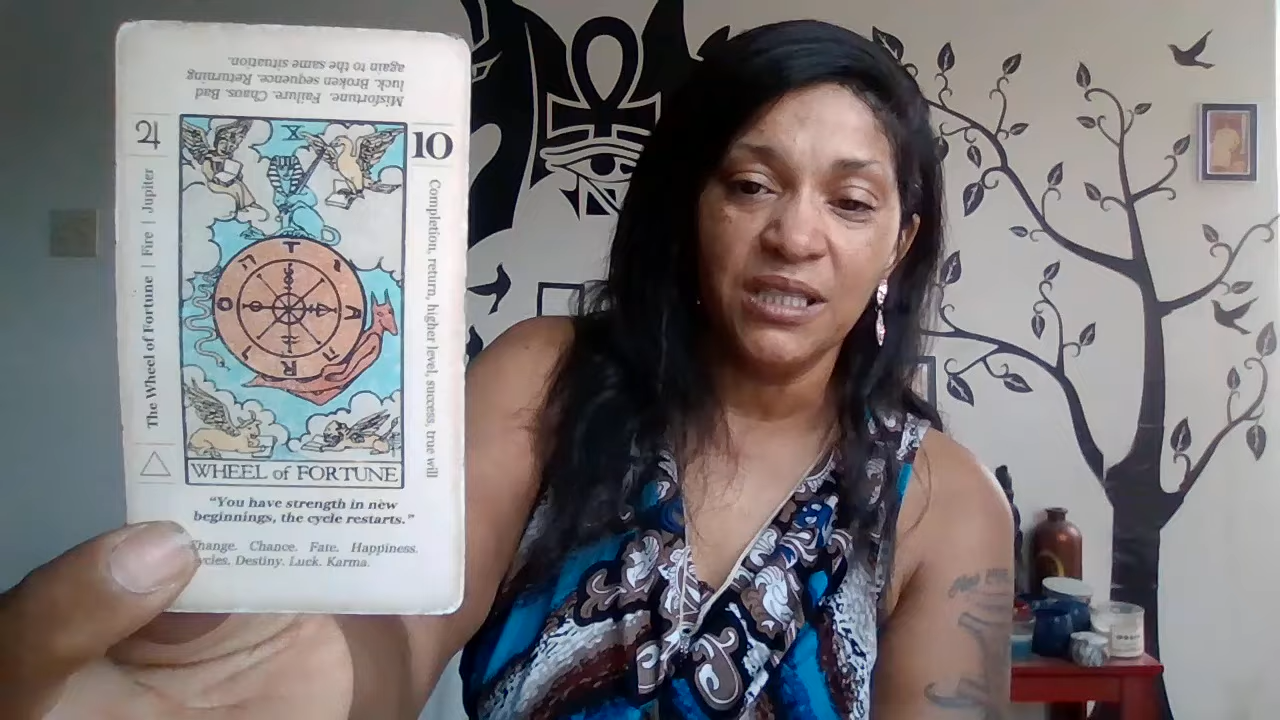 Misfortune. Failure. Chaos. Bad
luck. Broken sequence. Returning
again to the same situation.
10
X
The Wheel of Fortune | Fire | Jupiter
Completion, return, higher level, success, true will
T
A
R
O
WHEEL of FORTUNE
"You have strength in new
beginnings, the cycle restarts."
Change. Chance. Fate. Happiness.
Cycles. Destiny. Luck. Karma.